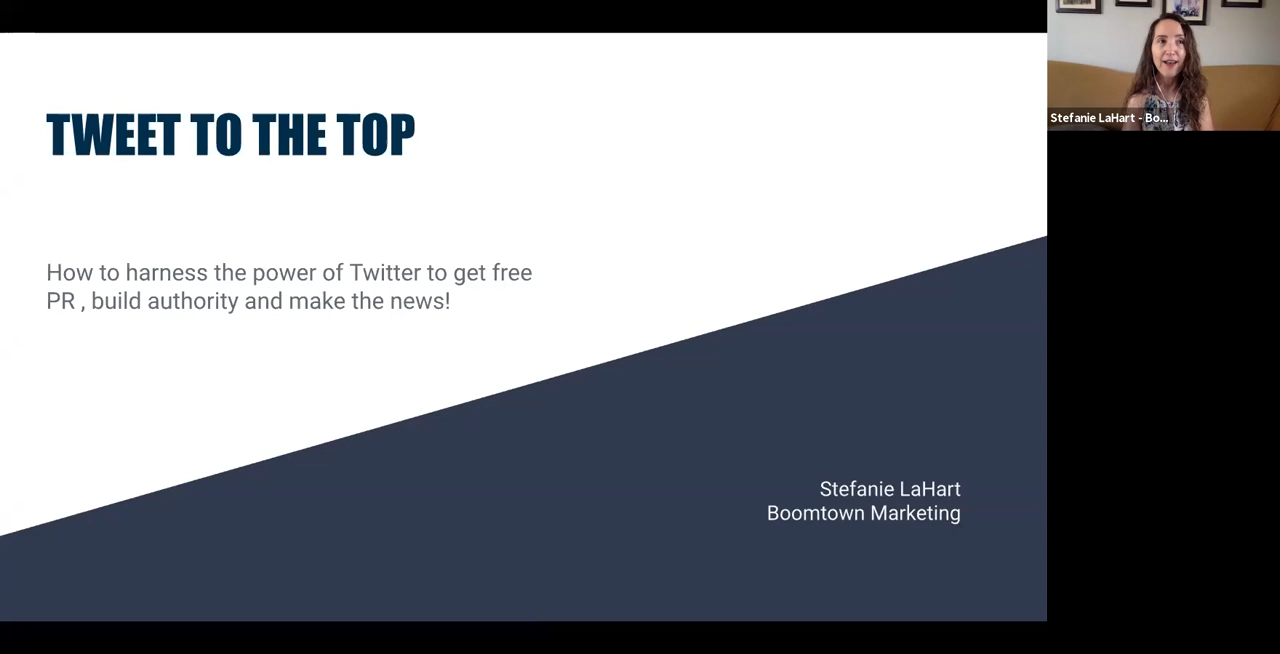 TWEET TO THE TOP
How to harness the power of Twitter to get free
PR , build authority and make the news!
Stefanie LaHart
Boomtown Marketing
Stefanie LaHart - Bo...